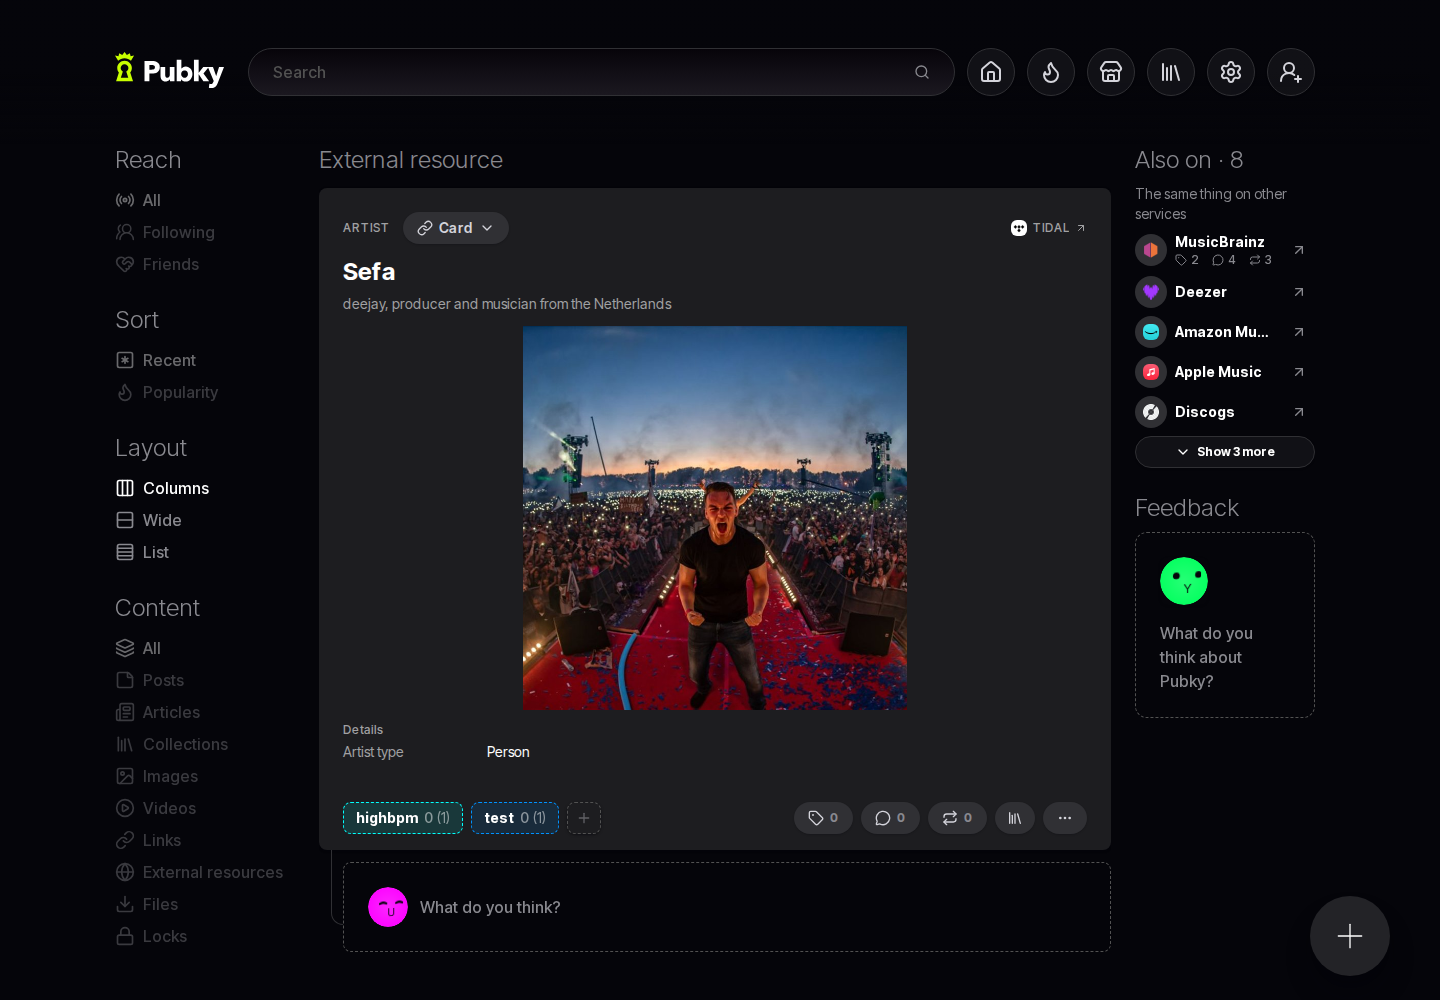 Pubky
Search
Reach
All
Following
Friends
Sort
Recent
Popularity
Layout
Columns
Wide
List
Content
All
Posts
Articles
Collections
Images
Videos
Links
External resources
Files
Locks
External resource
ARTIST
Card
TIDAL
Sefa
deejay, producer and musician from the Netherlands
Details
Artist type
Person
highbpm 0 (1)
test 0 (1)
0
0
0
What do you think?
Also on · 8
The same thing on other
services
MusicBrainz
2 4 3
Deezer
Amazon Mu...
Apple Music
Discogs
Show 3 more
Feedback
What do you
think about
Pubky?